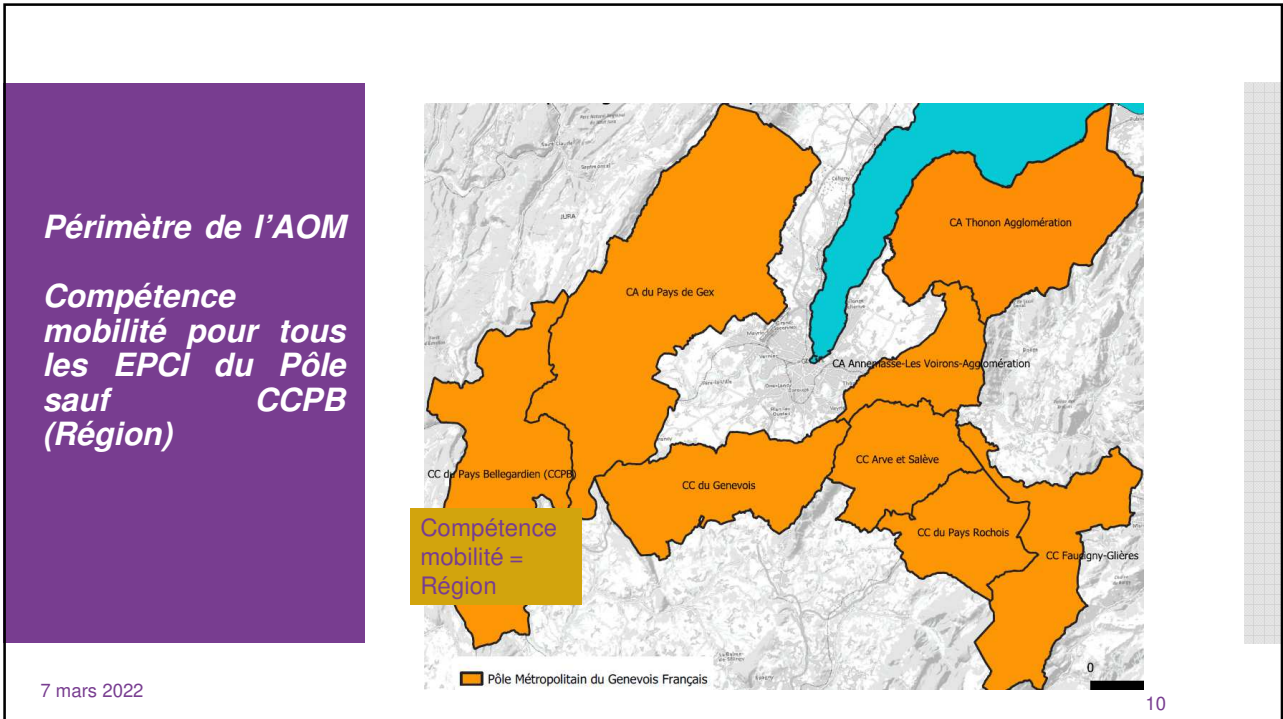 Périmètre de l’AOM
Compétence
mobilité pour tous
les EPCI du Pôle
sauf CCPB
(Région)
CA Thonon Agglomération
JURA
CA du Pays de Gex
CA Annemasse-Les Voirons-Agglomération
CC Arve et Salève
CC du Pays Bellegardien (CCPB)
CC du Genevois
Compétence
mobilité =
Région
CC du Pays Rochois
CC Faucigny-Glières
Pôle Métropolitain du Genevois Français
0
7 mars 2022
10